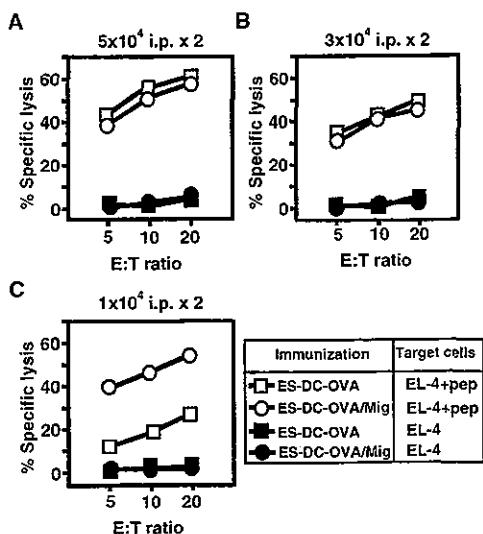 A
5x10⁴ i.p. x 2
% Specific lysis
60
40
20
0
5 10 20
E:T ratio
B
3x10⁴ i.p. x 2
% Specific lysis
60
40
20
0
5 10 20
E:T ratio
C
1x10⁴ i.p. x 2
% Specific lysis
60
40
20
0
5 10 20
E:T ratio
Immunization Target cells
ES-DC-OVA EL-4+pep
ES-DC-OVA/Mig EL-4+pep
ES-DC-OVA EL-4
ES-DC-OVA/Mig EL-4